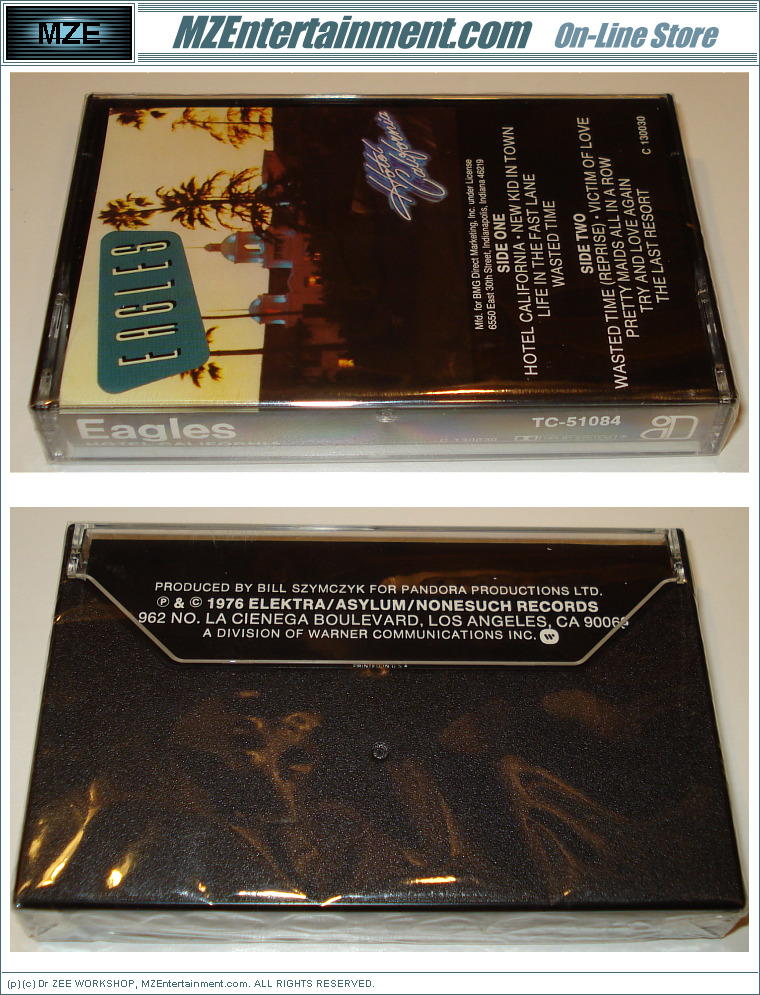 MZE
MZEntertainment.com On-Line Store
EAGLES
Hotel California
Mfd. for BMG Direct Marketing, Inc. under License
6550 East 30th Street, Indianapolis, Indiana 46219
SIDE ONE
HOTEL CALIFORNIA • NEW KID IN TOWN
LIFE IN THE FAST LANE
WASTED TIME
SIDE TWO
WASTED TIME (REPRISE) • VICTIM OF LOVE
PRETTY MAIDS ALL IN A ROW
TRY AND LOVE AGAIN
THE LAST RESORT
C 130030
Eagles
HOTEL CALIFORNIA
C 130030
TC-51084
PRODUCED BY BILL SZYMCZYK FOR PANDORA PRODUCTIONS LTD.
Ⓟ & © 1976 ELEKTRA/ASYLUM/NONESUCH RECORDS
962 NO. LA CIENEGA BOULEVARD, LOS ANGELES, CA 90069
A DIVISION OF WARNER COMMUNICATIONS INC.
PRINTED IN U.S.A.
(p)(c) Dr ZEE WORKSHOP, MZEntertainment.com. ALL RIGHTS RESERVED.